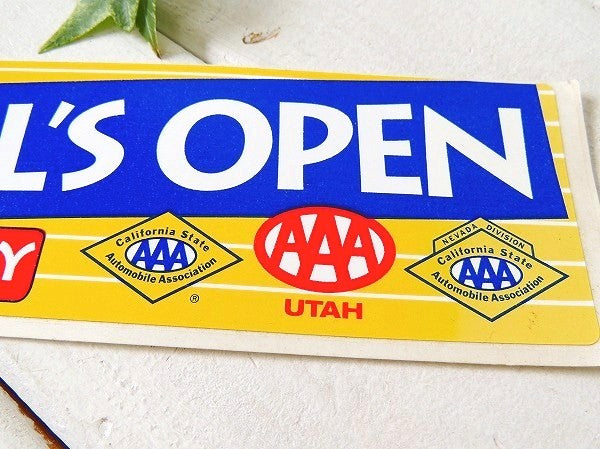 L'S OPEN
Y
California State
AAA
Automobile Association
®
AAA
UTAH
NEVADA DIVISION
California State
AAA
Automobile Association